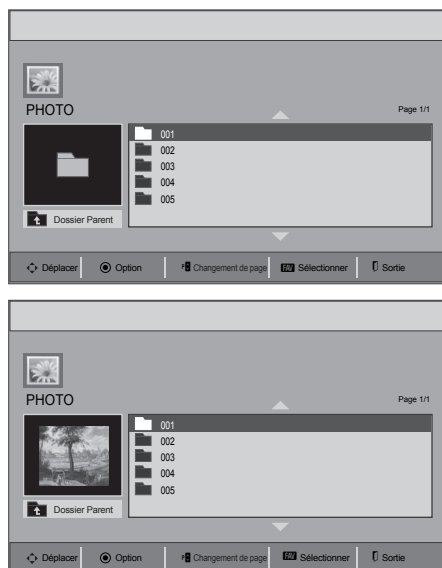 PHOTO
Page 1/1
001
002
003
004
005
Dossier Parent
Déplacer Option P Changement de page FAV Sélectionner Sortie
PHOTO
Page 1/1
001
002
003
004
005
Dossier Parent
Déplacer Option P Changement de page FAV Sélectionner Sortie